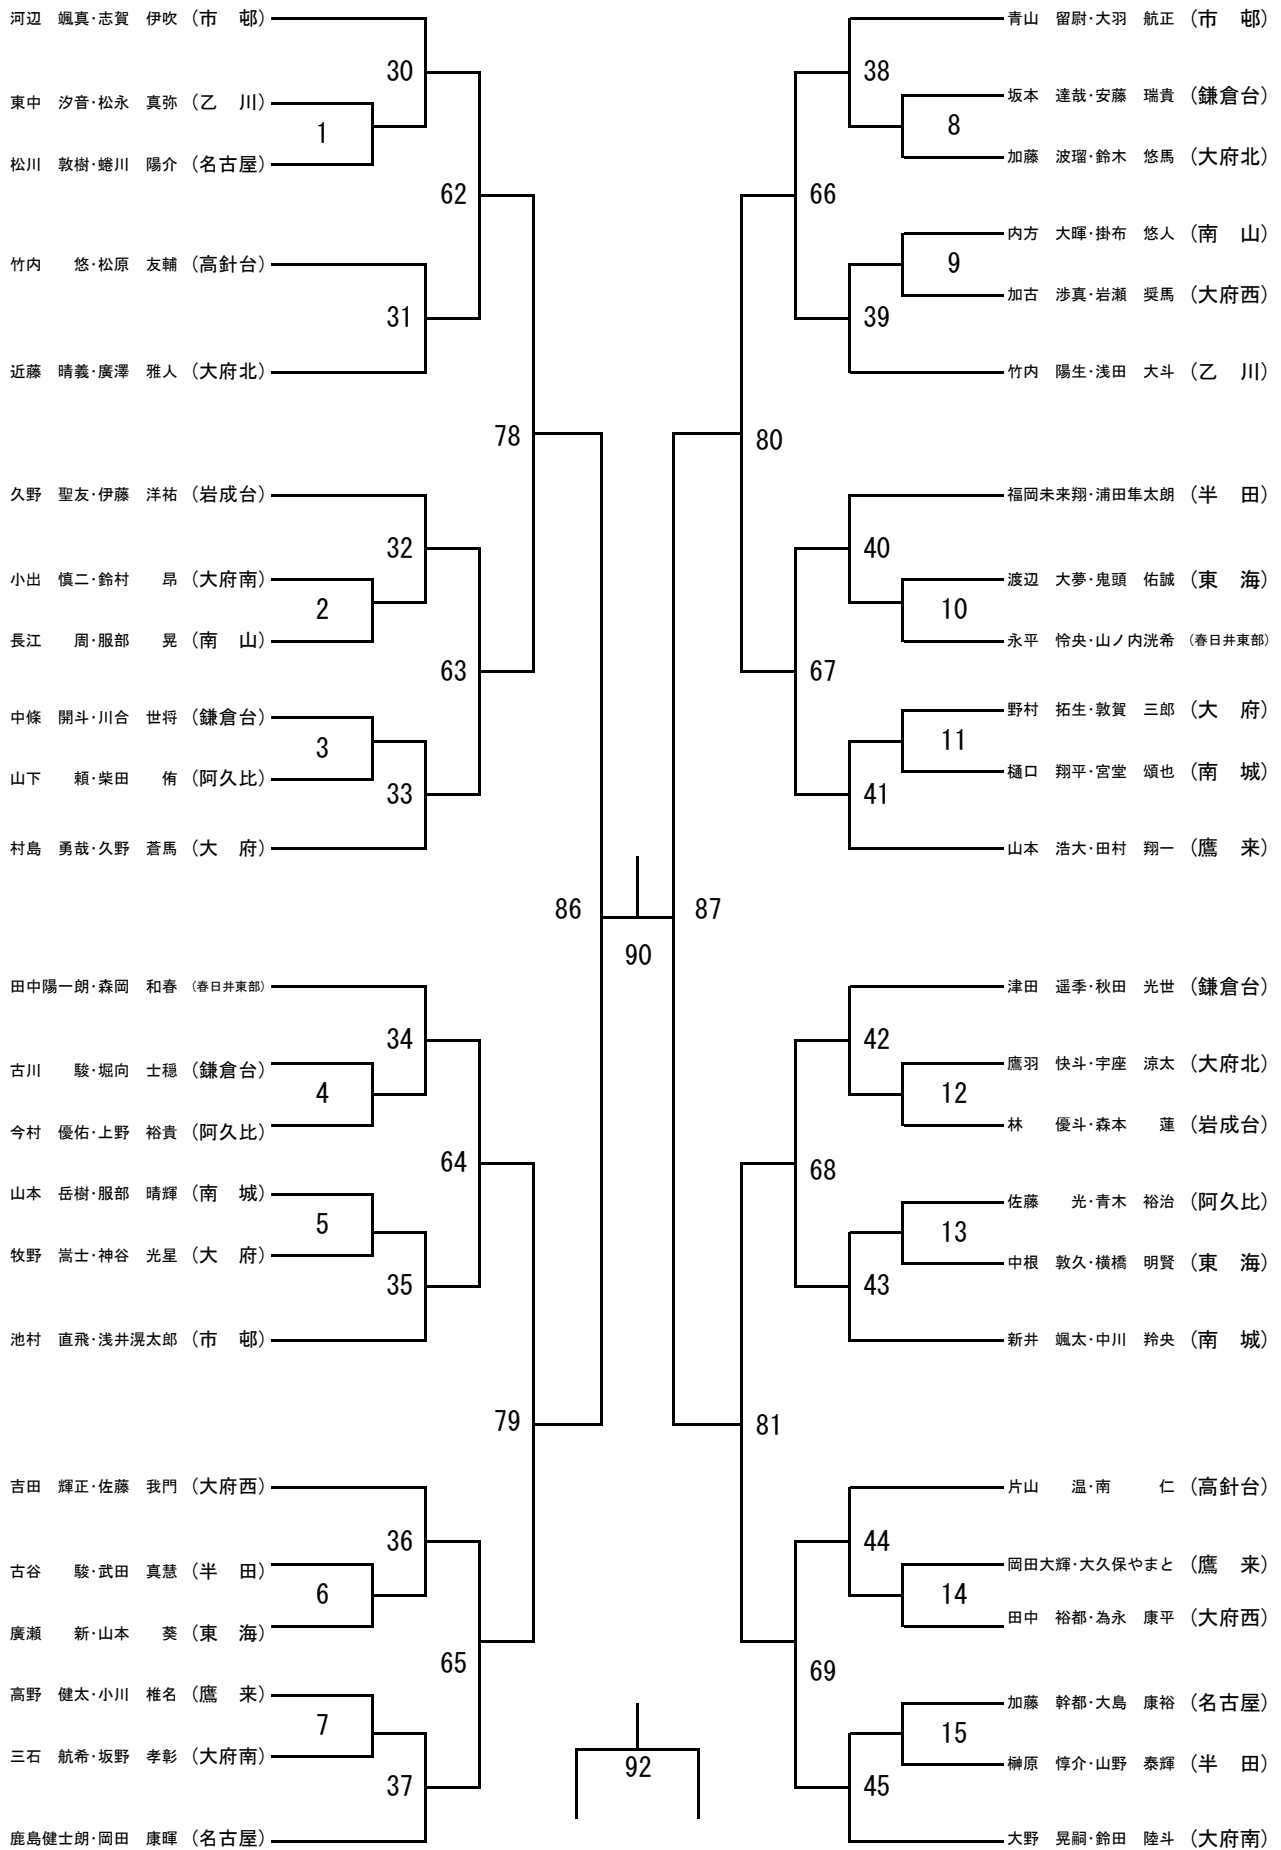 河辺　颯真・志賀　伊吹（市　邨）
30
東中　汐音・松永　真弥（乙　川）
1
松川　敦樹・蜷川　陽介（名古屋）
62
竹内　　悠・松原　友輔（高針台）
31
近藤　晴義・廣澤　雅人（大府北）
78
久野　聖友・伊藤　洋祐（岩成台）
32
小出　慎二・鈴村　　昂（大府南）
2
長江　　周・服部　　晃（南　山）
63
中條　開斗・川合　世将（鎌倉台）
3
山下　　頼・柴田　　侑（阿久比）
33
村島　勇哉・久野　蒼馬（大　府）
86
田中陽一朗・森岡　和春（春日井東部）
34
古川　　駿・堀向　士穏（鎌倉台）
4
今村　優佑・上野　裕貴（阿久比）
64
山本　岳樹・服部　晴輝（南　城）
5
牧野　嵩士・神谷　光星（大　府）
35
池村　直飛・浅井滉太郎（市　邨）
79
吉田　輝正・佐藤　我門（大府西）
36
古谷　　駿・武田　真慧（半　田）
6
廣瀬　　新・山本　　葵（東　海）
65
高野　健太・小川　椎名（鷹　来）
7
三石　航希・坂野　孝彰（大府南）
37
鹿島健士朗・岡田　康暉（名古屋）
90
92
青山　留尉・大羽　航正（市　邨）
38
坂本　達哉・安藤　瑞貴（鎌倉台）
8
加藤　波瑠・鈴木　悠馬（大府北）
66
内方　大暉・掛布　悠人（南　山）
9
加古　渉真・岩瀬　奨馬（大府西）
39
竹内　陽生・浅田　大斗（乙　川）
80
福岡未来翔・浦田隼太朗（半　田）
40
渡辺　大夢・鬼頭　佑誠（東　海）
10
永平　怜央・山ノ内洸希（春日井東部）
67
野村　拓生・敦賀　三郎（大　府）
11
樋口　翔平・宮堂　頌也（南　城）
41
山本　浩大・田村　翔一（鷹　来）
87
津田　遥季・秋田　光世（鎌倉台）
42
鷹羽　快斗・宇座　涼太（大府北）
12
林　　優斗・森本　　蓮（岩成台）
68
佐藤　　光・青木　裕治（阿久比）
13
中根　敦久・横橋　明賢（東　海）
43
新井　颯太・中川　羚央（南　城）
81
片山　　温・南　　　仁（高針台）
44
岡田大輝・大久保やまと（鷹　来）
14
田中　裕都・為永　康平（大府西）
69
加藤　幹都・大島　康裕（名古屋）
15
榊原　惇介・山野　泰輝（半　田）
45
大野　晃嗣・鈴田　陸斗（大府南）